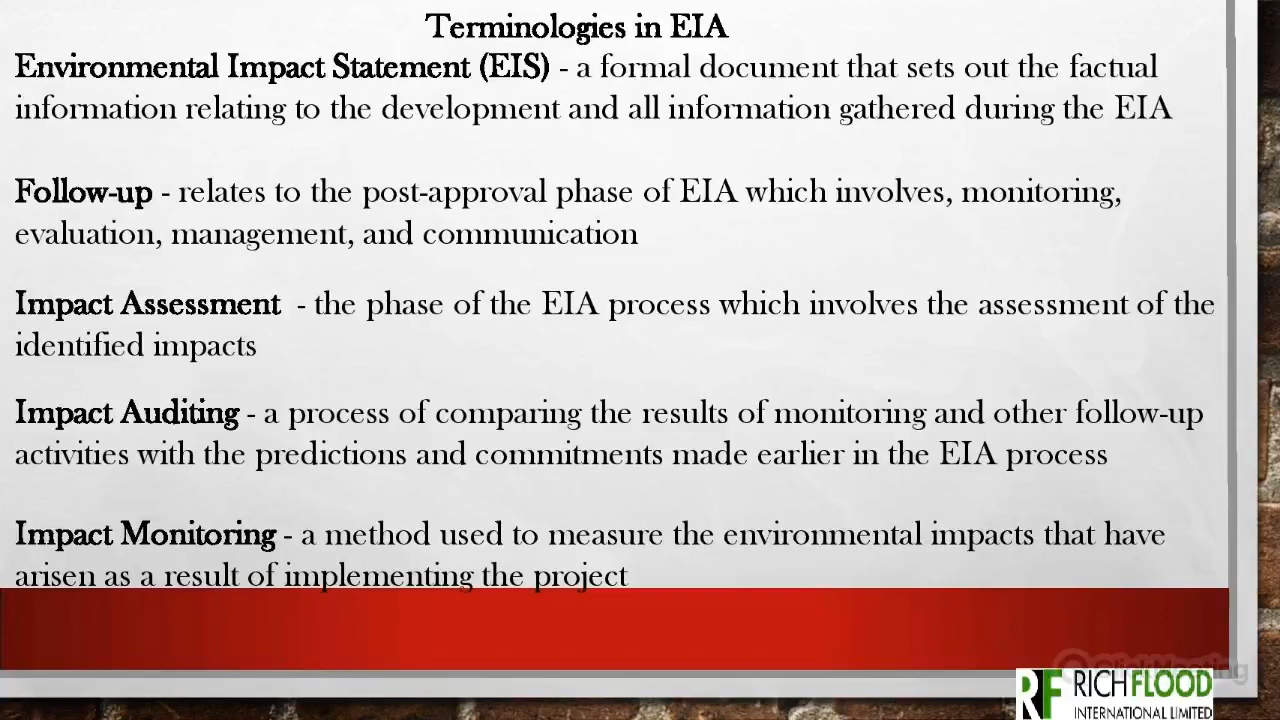 Terminologies in EIA
Environmental Impact Statement (EIS) - a formal document that sets out the factual
information relating to the development and all information gathered during the EIA
Follow-up - relates to the post-approval phase of EIA which involves, monitoring,
evaluation, management, and communication
Impact Assessment - the phase of the EIA process which involves the assessment of the
identified impacts
Impact Auditing - a process of comparing the results of monitoring and other follow-up
activities with the predictions and commitments made earlier in the EIA process
Impact Monitoring - a method used to measure the environmental impacts that have
arisen as a result of implementing the project
ClickMeeting
RF RICHFLOOD
INTERNATIONAL LIMITED